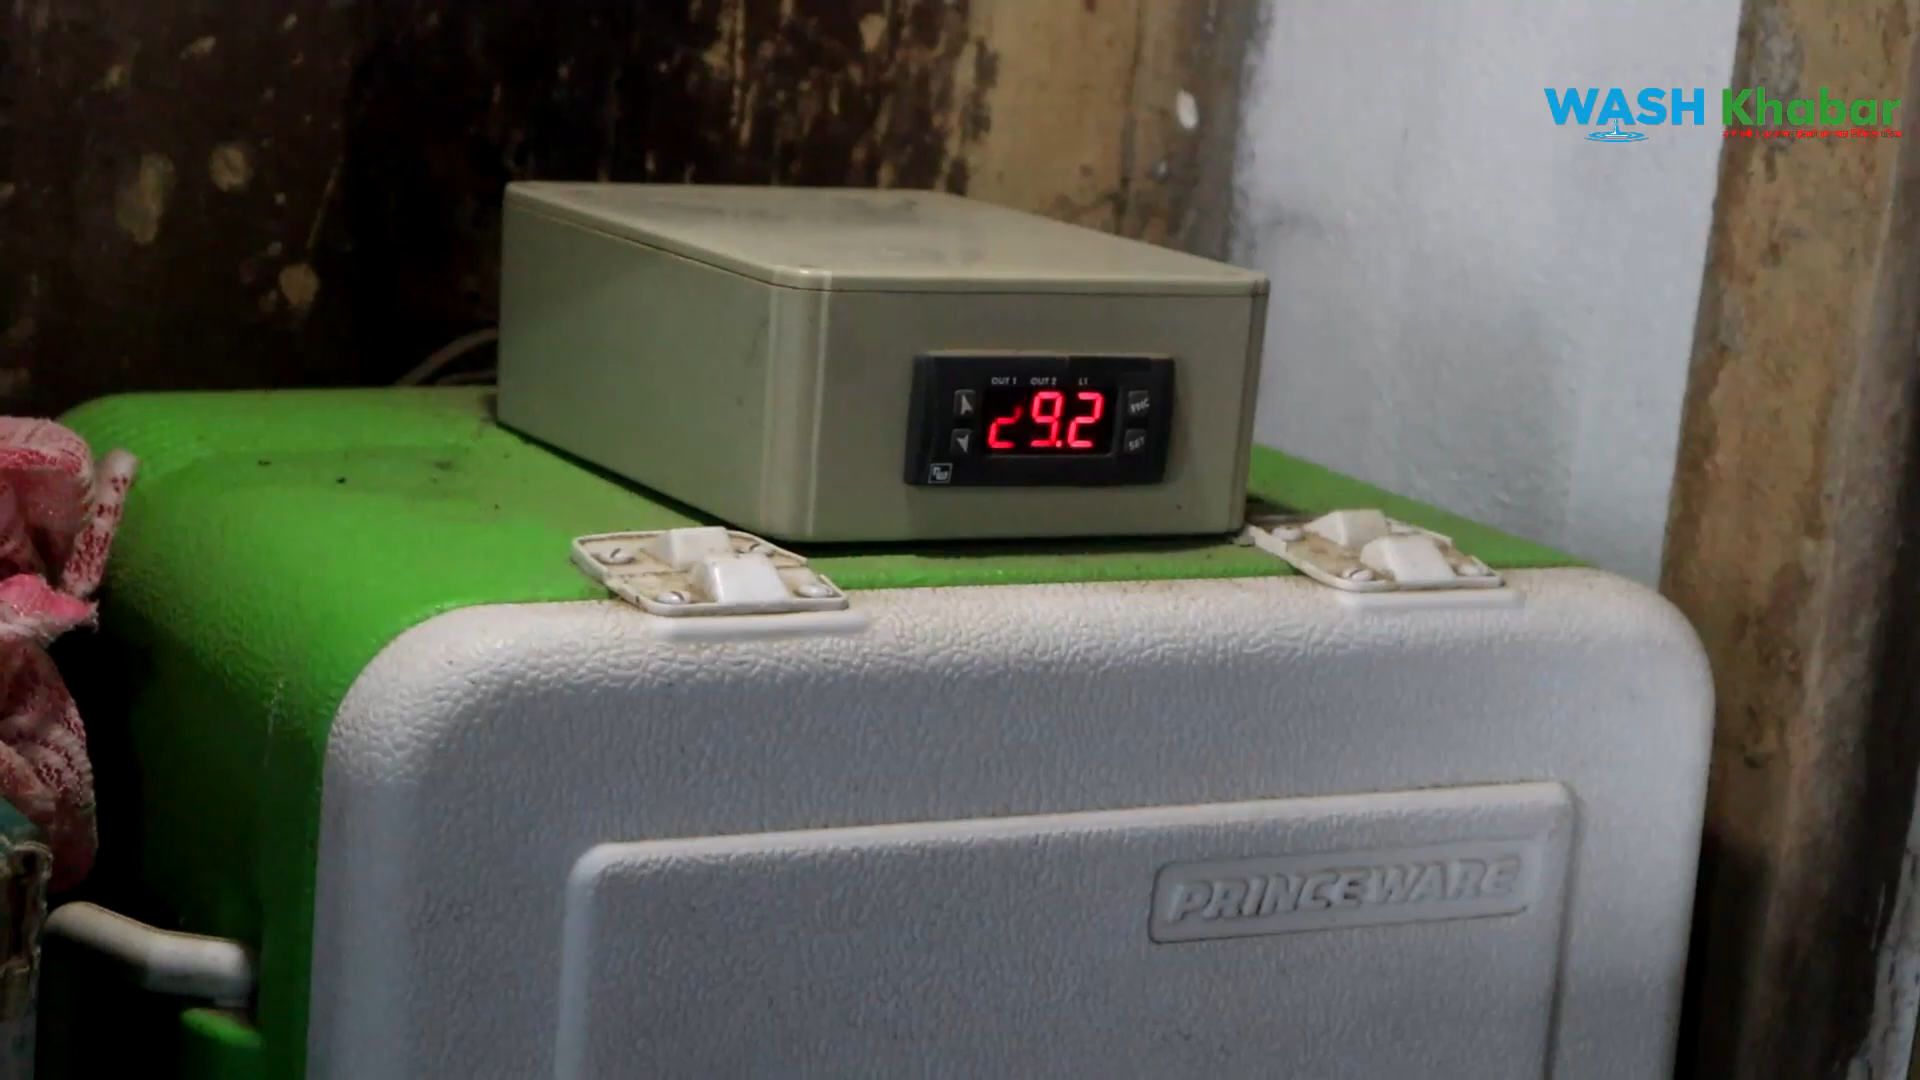 WASH Khabar
OUT 1 OUT 2 L1
29.2
SET
PRINCEWARE